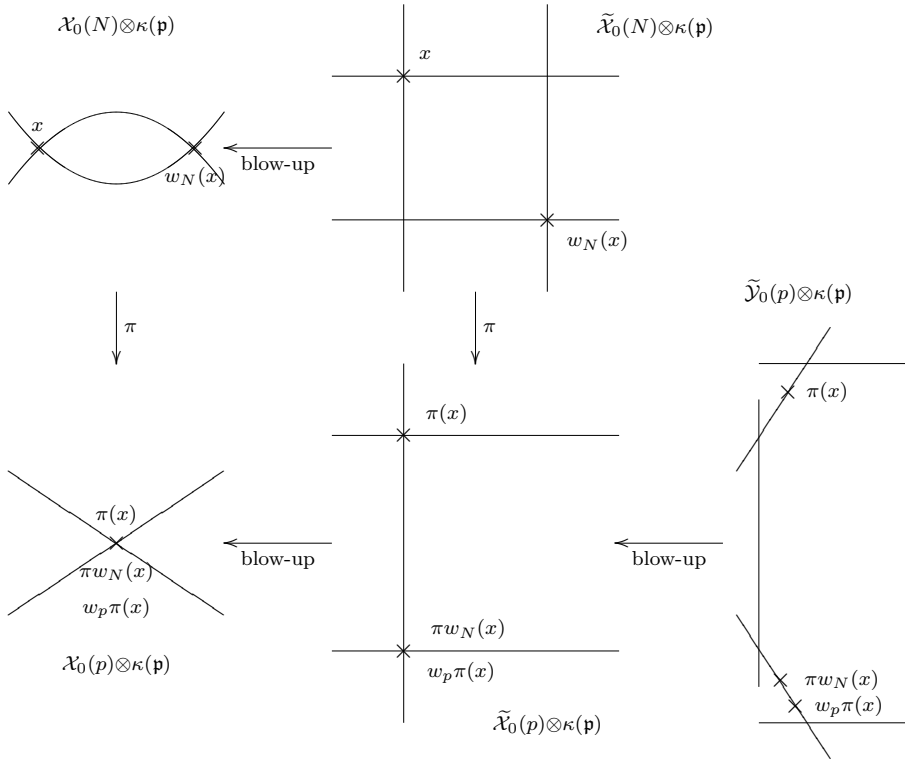 𝒳₀(N)⊗κ(𝔭)
𝒳̃₀(N)⊗κ(𝔭)
x
x
w_N(x)
blow-up
w_N(x)
π
π
𝒴̃₀(p)⊗κ(𝔭)
π(x)
π(x)
π(x)
πw_N(x)
w_pπ(x)
blow-up
blow-up
𝒳₀(p)⊗κ(𝔭)
πw_N(x)
w_pπ(x)
πw_N(x)
w_pπ(x)
𝒳̃₀(p)⊗κ(𝔭)